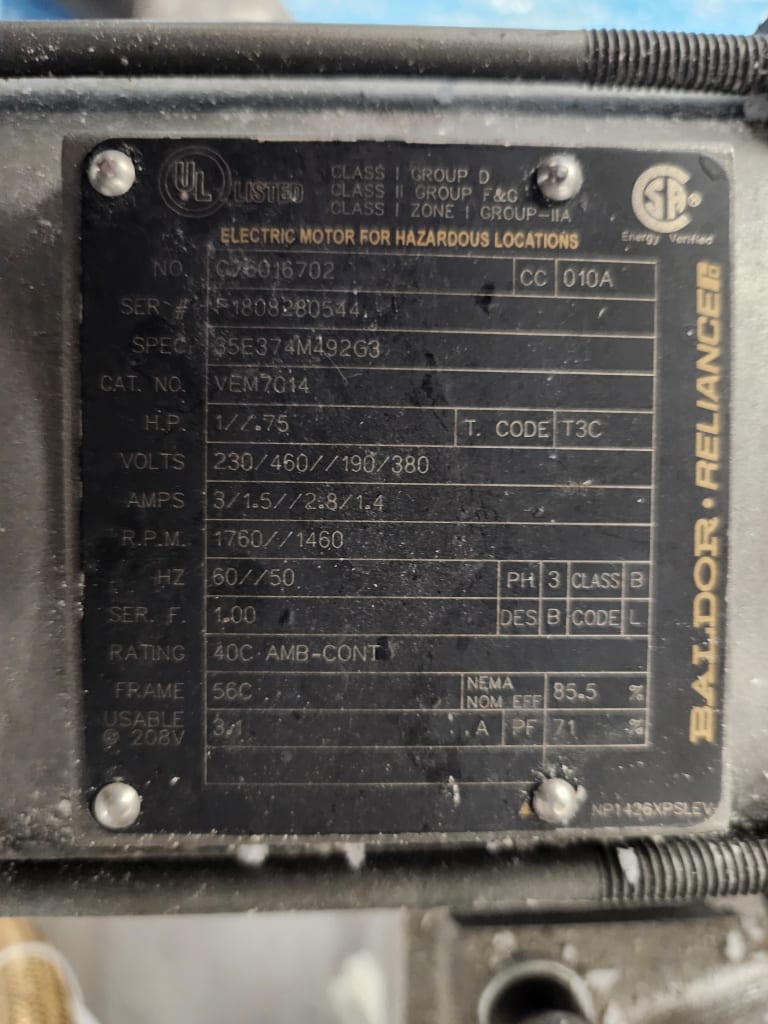 UL LISTED
CLASS I GROUP D
CLASS II GROUP F&G
CLASS I ZONE I GROUP-IIA
SA ®
Energy Verified
ELECTRIC MOTOR FOR HAZARDOUS LOCATIONS
NO. CC 010A
SER #
SPEC 35E374M492G3
CAT. NO. VEM7014
H.P. 1//.75 T. CODE T3C
VOLTS 230/460//190/380
AMPS 3/1.5//2.8/1.4
R.P.M. 1760//1460
HZ 60//50 PH 3 CLASS B
SER. F. 1.00 DES B CODE L
RATING 40C AMB-CONT
FRAME 56C NEMA NOM EFF 85.5 %
USABLE @ 208V 3.1 A PF 71 %
NP1426XPSLEV
BALDOR • RELIANCE